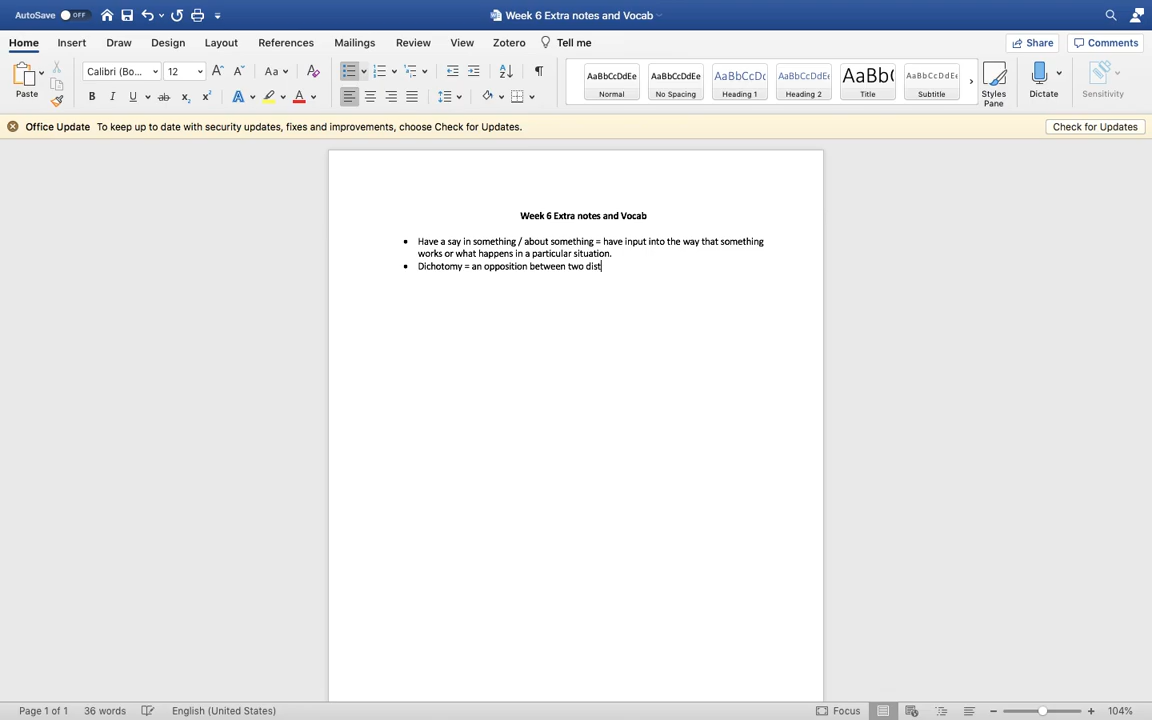 AutoSave OFF Week 6 Extra notes and Vocab
Home Insert Draw Design Layout References Mailings Review View Zotero Tell me Share Comments
Calibri (Bo... 12 Aa AaBbCcDdEe AaBbCcDdEe AaBbCcDc AaBbCcDdEe AaBb( AaBbCcDdEe
Paste B I U ab x₂ x² A A Normal No Spacing Heading 1 Heading 2 Title Subtitle Styles Pane Dictate Sensitivity
Office Update To keep up to date with security updates, fixes and improvements, choose Check for Updates. Check for Updates
Week 6 Extra notes and Vocab
• Have a say in something / about something = have input into the way that something
works or what happens in a particular situation.
• Dichotomy = an opposition between two dist
Page 1 of 1 36 words English (United States) Focus 104%